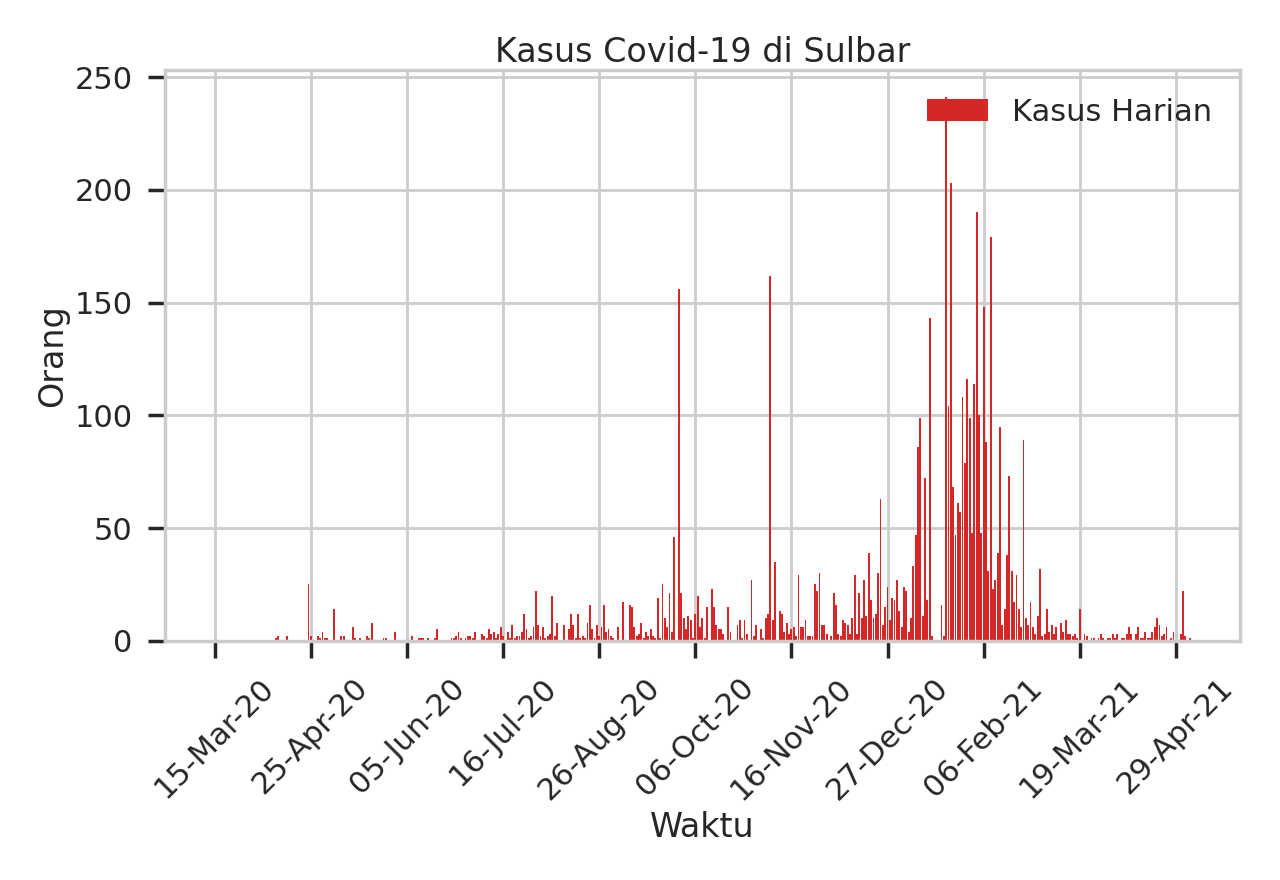 Kasus Covid-19 di Sulbar
Kasus Harian
Orang
250
200
150
100
50
0
15-Mar-20
25-Apr-20
05-Jun-20
16-Jul-20
26-Aug-20
06-Oct-20
16-Nov-20
27-Dec-20
06-Feb-21
19-Mar-21
29-Apr-21
Waktu